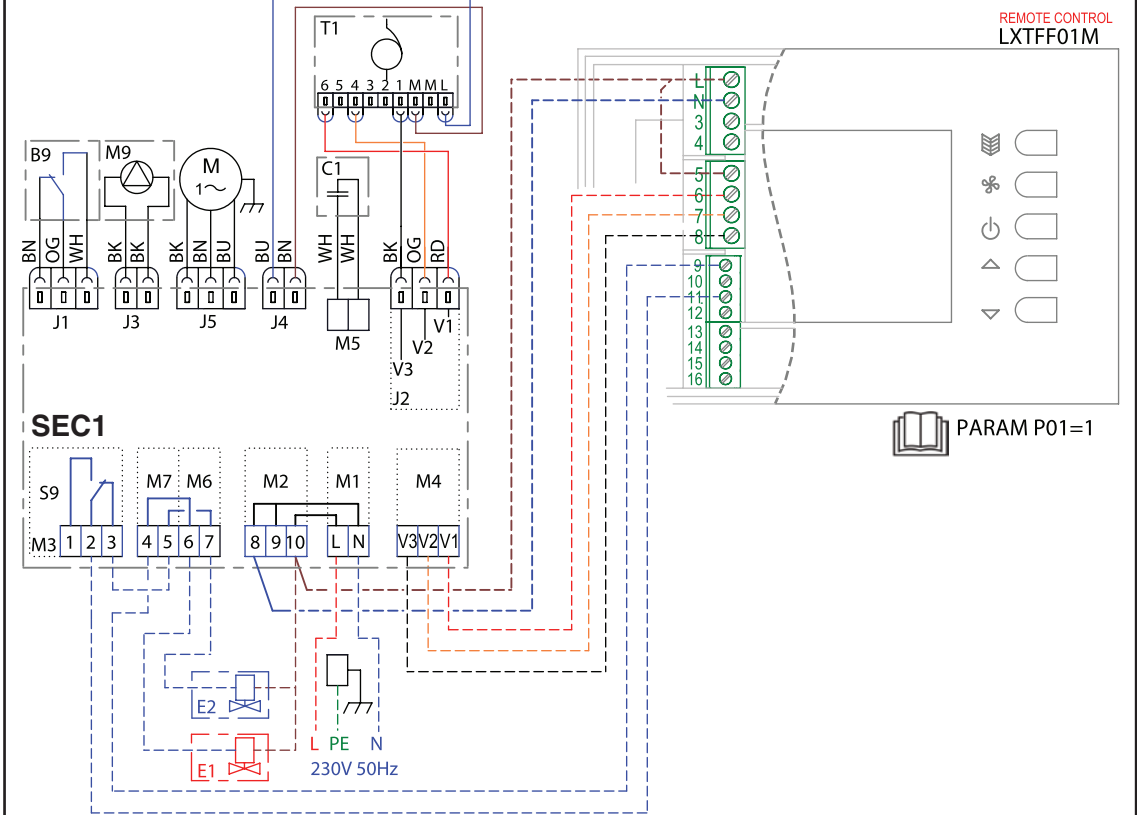 REMOTE CONTROL
LXTFF01M
T1
6 5 4 3 2 1 M M L
L
N
3
4
5
6
7
8
9
10
11
12
13
14
15
16
B9
M9
M
1~
C1
BN OG WH
BK BK
BK BN BU
BU BN
WH WH
BK OG RD
J1
J3
J5
J4
M5
V1
V2
V3
J2
PARAM P01=1
SEC1
S9
M7 M6
M2
M1
M4
M3
1 2 3
4 5 6 7
8 9 10
L N
V3 V2 V1
E2
E1
L PE N
230V 50Hz